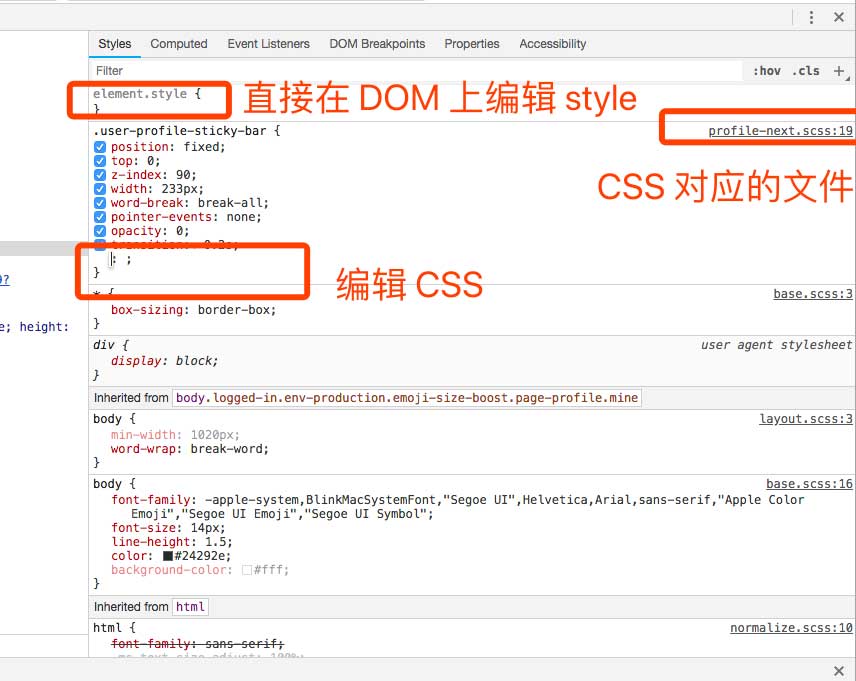 Styles Computed Event Listeners DOM Breakpoints Properties Accessibility
Filter :hov .cls
element.style {
}
直接在 DOM 上编辑 style
.user-profile-sticky-bar { profile-next.scss:19
position: fixed;
top: 0;
z-index: 90;
width: 233px;
word-break: break-all;
pointer-events: none;
opacity: 0;
transition: 0.2s;
: ;
}
CSS 对应的文件
编辑 CSS
* { base.scss:3
box-sizing: border-box;
}
div { user agent stylesheet
display: block;
}
Inherited from body.logged-in.env-production.emoji-size-boost.page-profile.mine
body { layout.scss:3
min-width: 1020px;
word-wrap: break-word;
}
body { base.scss:16
font-family: -apple-system,BlinkMacSystemFont,"Segoe UI",Helvetica,Arial,sans-serif,"Apple Color
Emoji","Segoe UI Emoji","Segoe UI Symbol";
font-size: 14px;
line-height: 1.5;
color: #24292e;
background-color: #fff;
}
Inherited from html
html { normalize.scss:10
font-family: sans-serif;
-ms-text-size-adjust: 100%;
e; height: